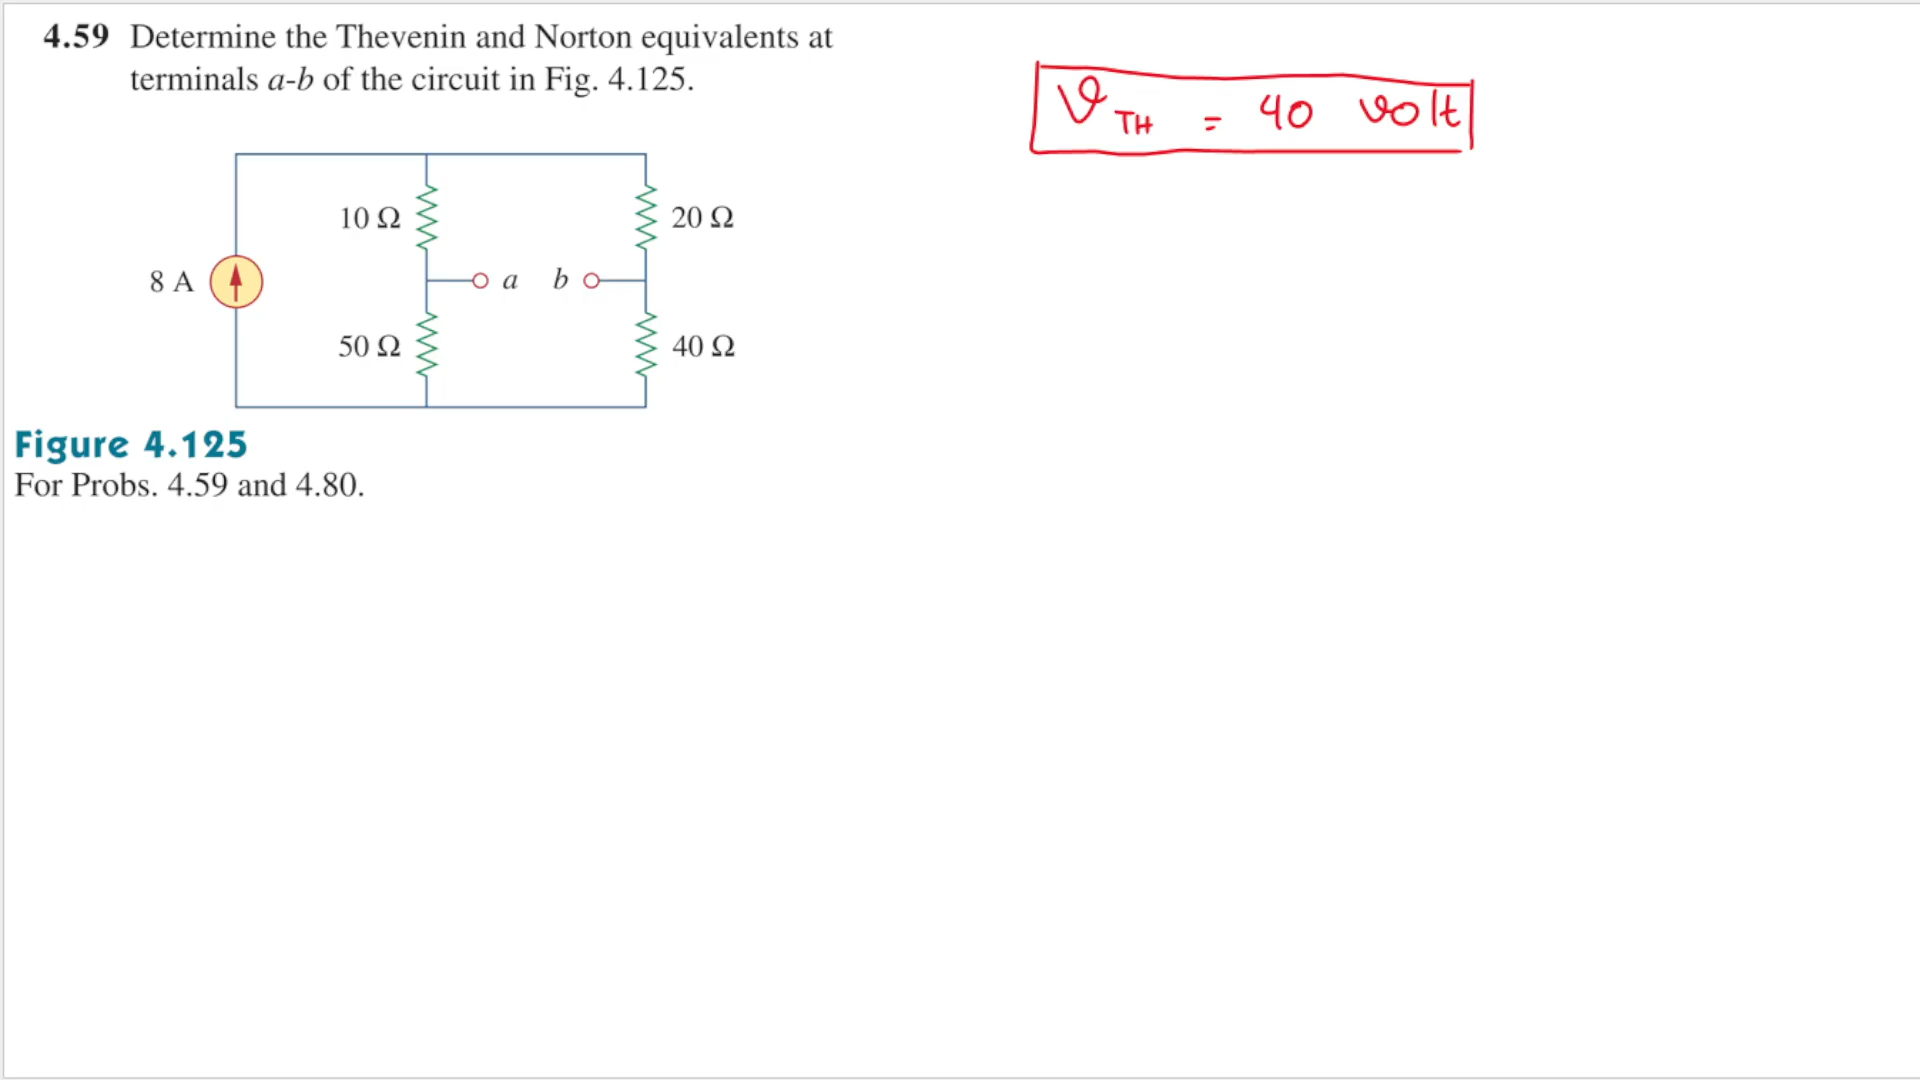 4.59 Determine the Thevenin and Norton equivalents at
terminals a-b of the circuit in Fig. 4.125.
V TH = 40 volt
10 Ω
20 Ω
8 A
a
b
50 Ω
40 Ω
Figure 4.125
For Probs. 4.59 and 4.80.